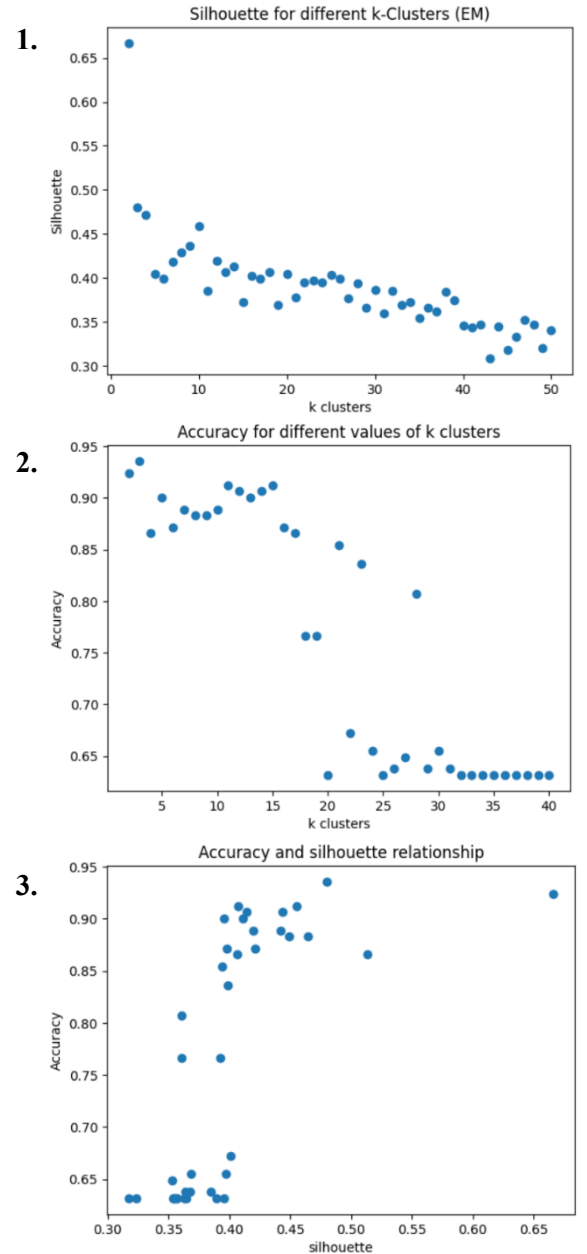 1.
Silhouette for different k-Clusters (EM)
Silhouette
0.65
0.60
0.55
0.50
0.45
0.40
0.35
0.30
0 10 20 30 40 50
k clusters
2.
Accuracy for different values of k clusters
Accuracy
0.95
0.90
0.85
0.80
0.75
0.70
0.65
5 10 15 20 25 30 35 40
k clusters
3.
Accuracy and silhouette relationship
Accuracy
0.95
0.90
0.85
0.80
0.75
0.70
0.65
0.30 0.35 0.40 0.45 0.50 0.55 0.60 0.65
silhouette